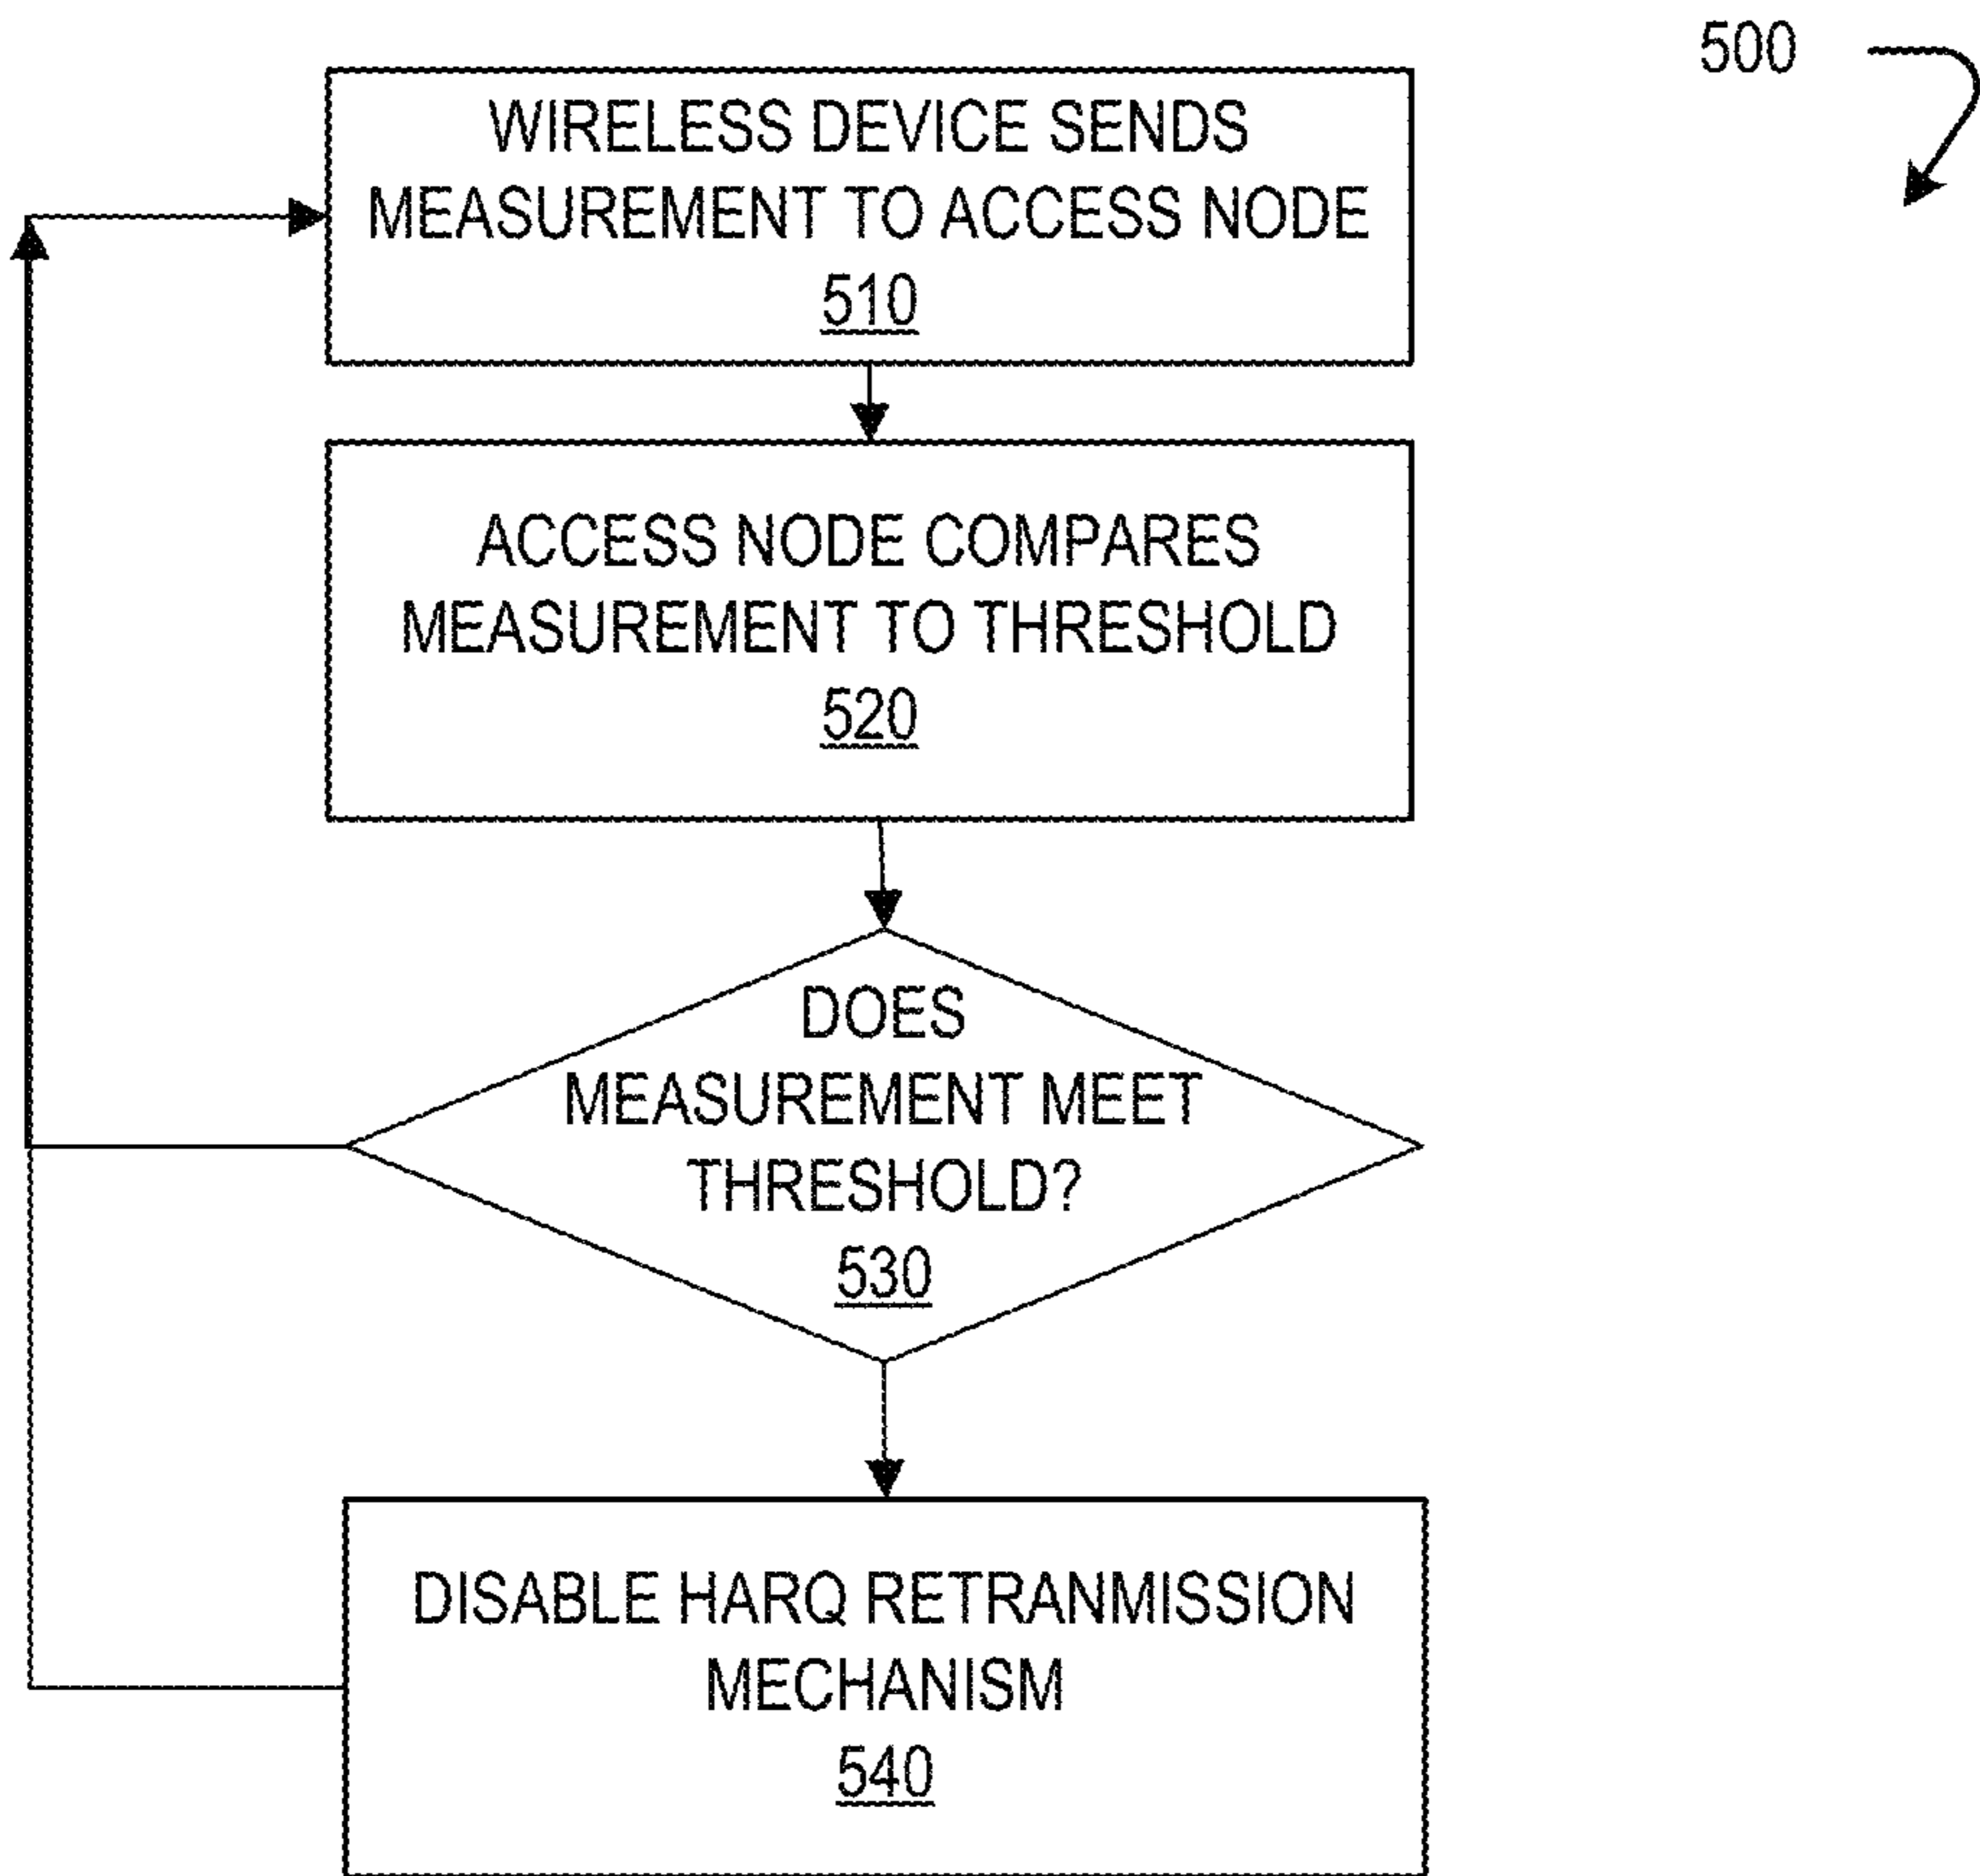 500
WIRELESS DEVICE SENDS
MEASUREMENT TO ACCESS NODE
510
ACCESS NODE COMPARES
MEASUREMENT TO THRESHOLD
520
DOES
MEASUREMENT MEET
THRESHOLD?
530
DISABLE HARQ RETRANMISSION
MECHANISM
540